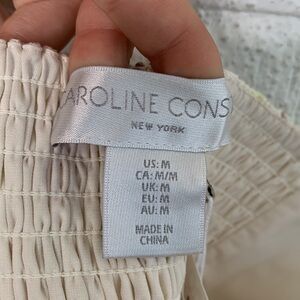 AROLINE CONS
NEW YORK
US: M
CA: M/M
UK: M
EU: M
AU: M
MADE IN
CHINA